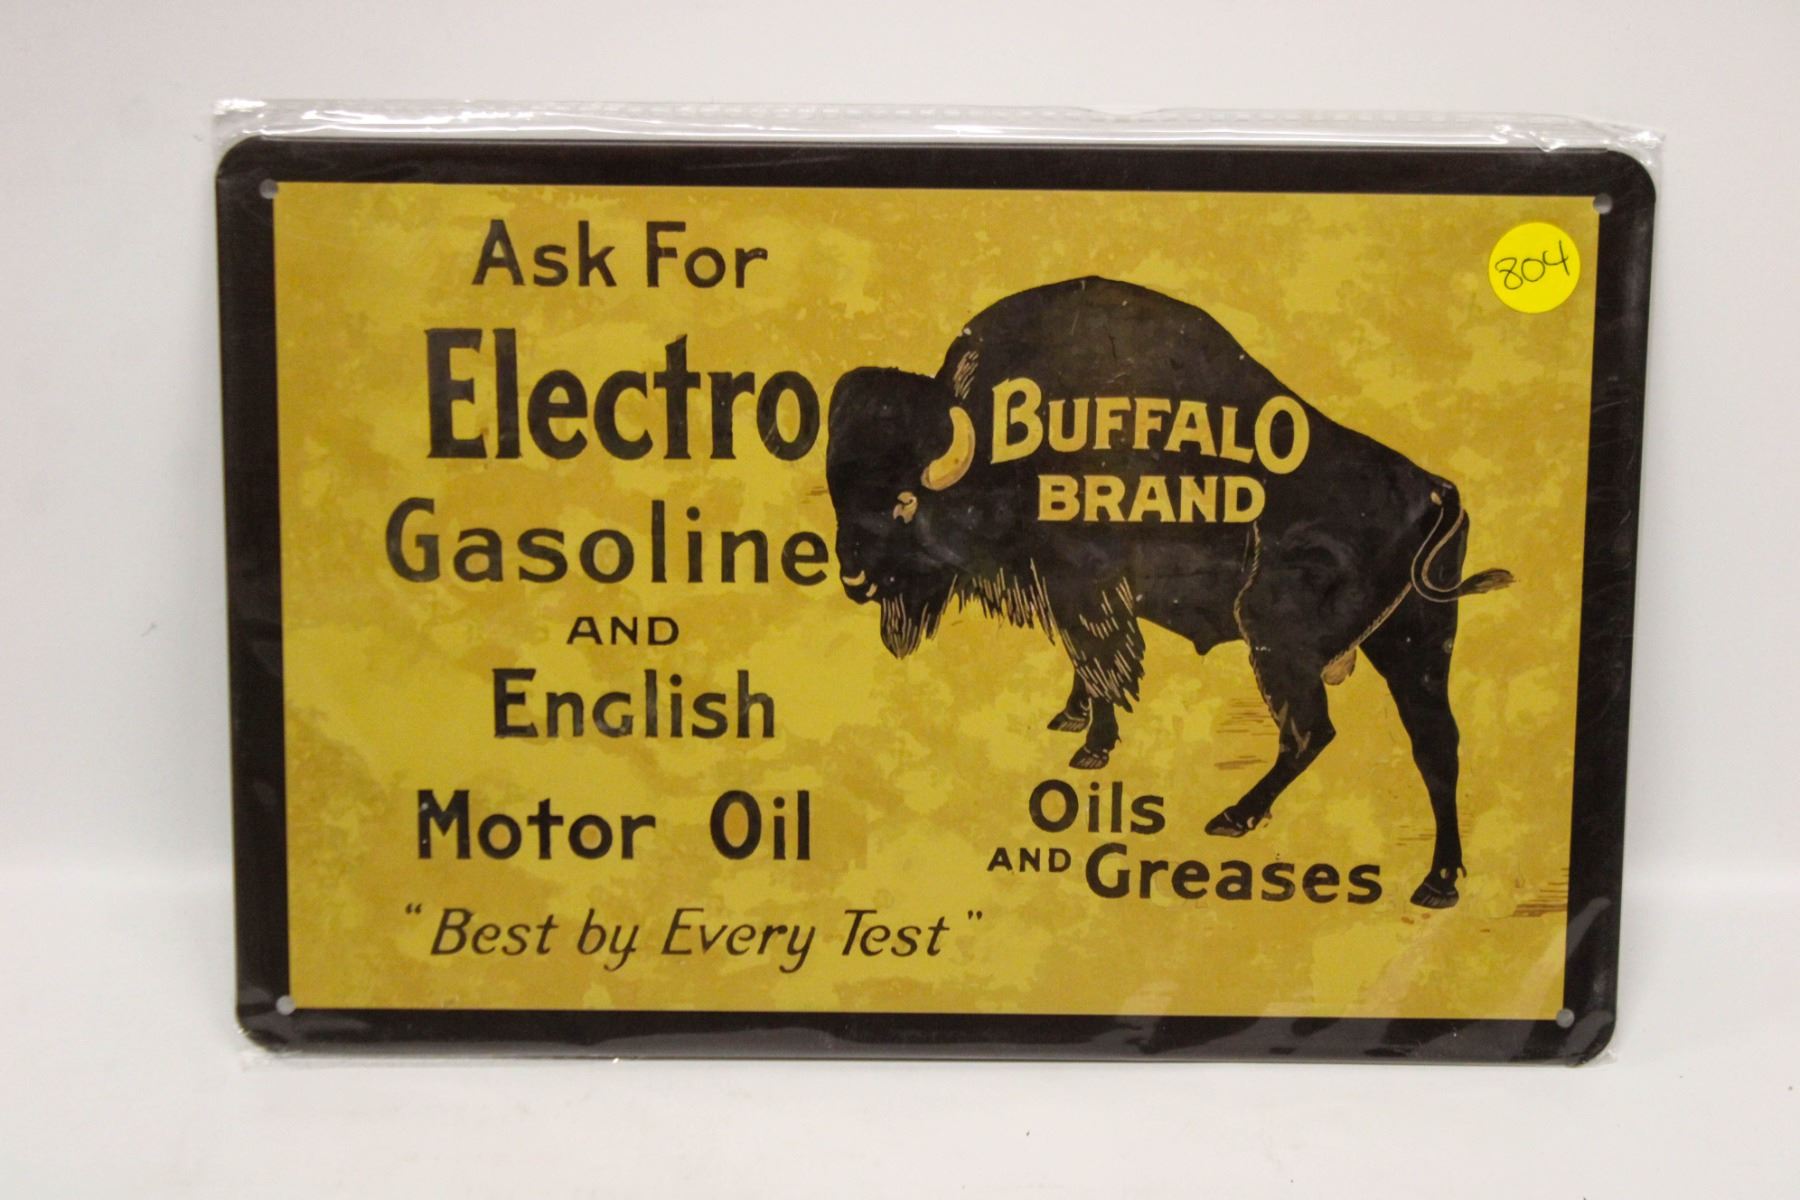 Ask For
Electro
Gasoline
AND
English
Motor Oil
"Best by Every Test"
BUFFALO
BRAND
Oils
AND Greases
804